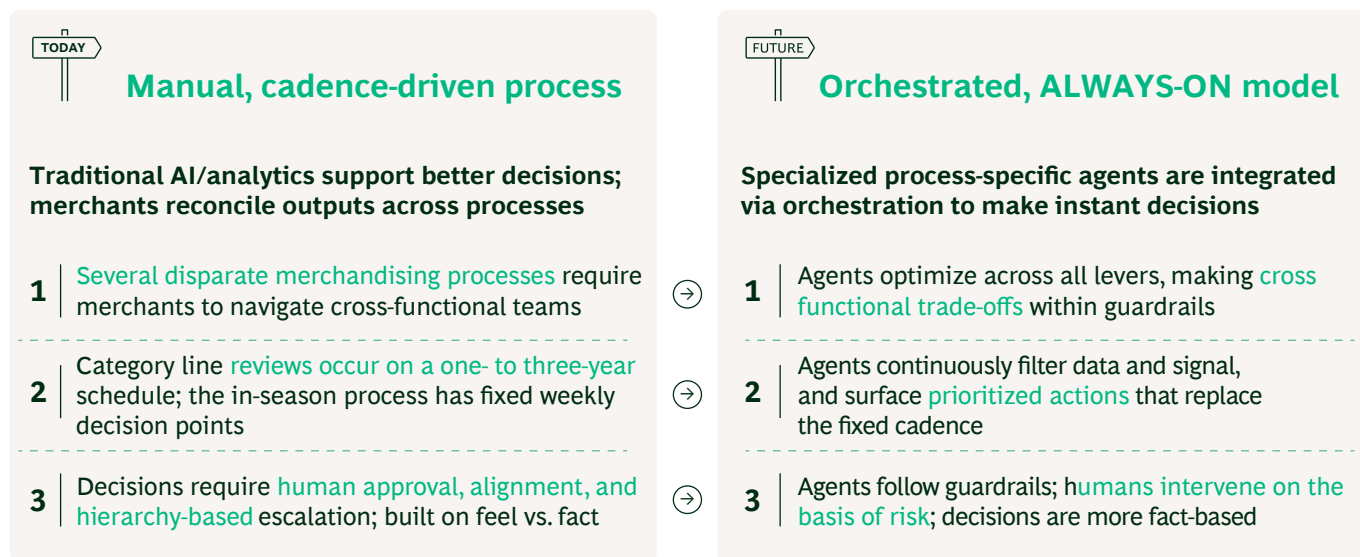 TODAY
Manual, cadence-driven process
Traditional AI/analytics support better decisions;
merchants reconcile outputs across processes
1
Several disparate merchandising processes require
merchants to navigate cross-functional teams
2
Category line reviews occur on a one- to three-year
schedule; the in-season process has fixed weekly
decision points
3
Decisions require human approval, alignment, and
hierarchy-based escalation; built on feel vs. fact
FUTURE
Orchestrated, ALWAYS-ON model
Specialized process-specific agents are integrated
via orchestration to make instant decisions
1
Agents optimize across all levers, making cross
functional trade-offs within guardrails
2
Agents continuously filter data and signal,
and surface prioritized actions that replace
the fixed cadence
3
Agents follow guardrails; humans intervene on the
basis of risk; decisions are more fact-based